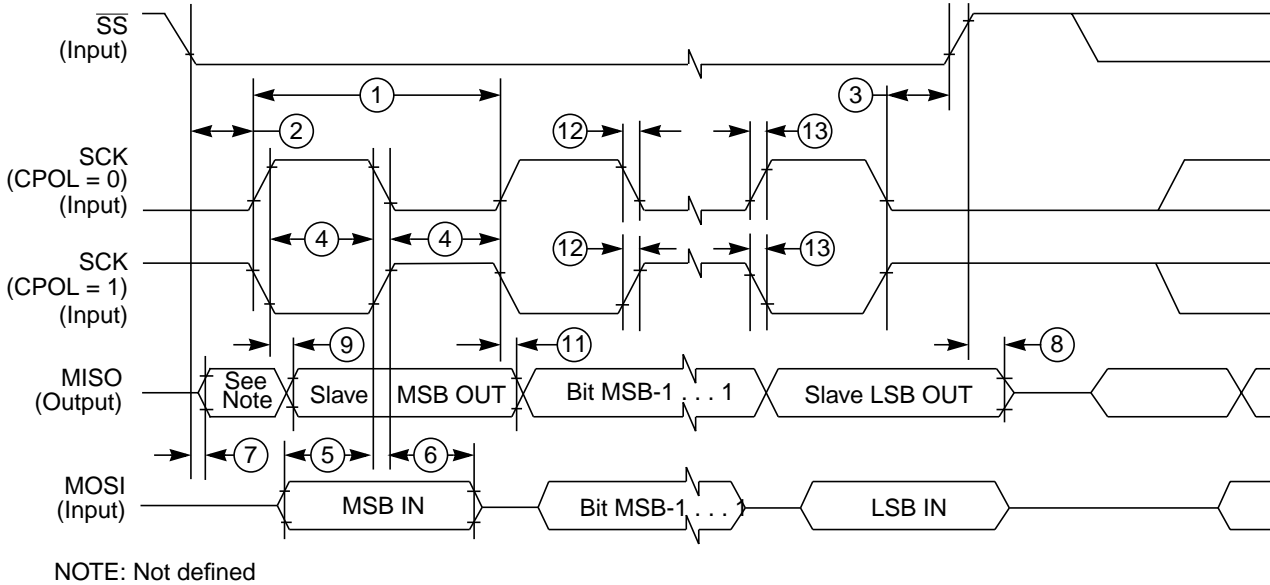 SS
(Input)
1
3
2
12
13
SCK
(CPOL = 0)
(Input)
4
4
12
13
SCK
(CPOL = 1)
(Input)
9
11
8
MISO
(Output)
See
Note
Slave
MSB OUT
Bit MSB-1 . . . 1
Slave LSB OUT
7
5
6
MOSI
(Input)
MSB IN
Bit MSB-1 . . . 1
LSB IN
NOTE: Not defined